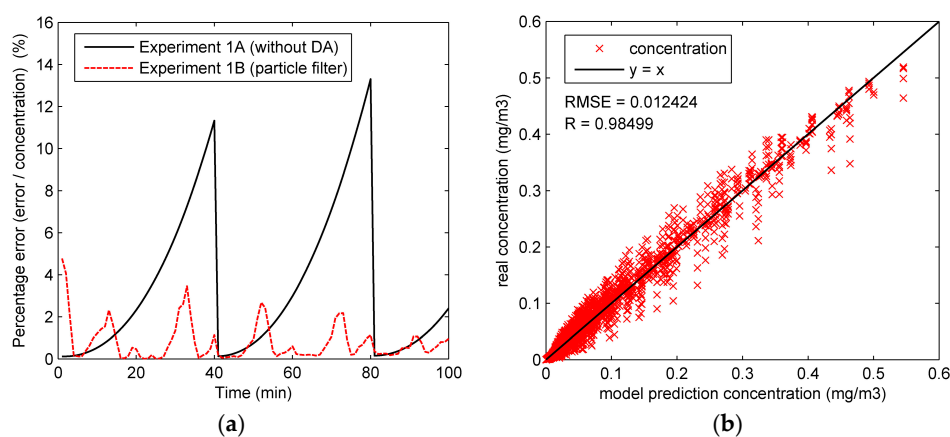 16
14
12
10
8
6
4
2
0
Percentage error (error / concentration) (%)
Experiment 1A (without DA)
Experiment 1B (particle filter)
0 20 40 60 80 100
Time (min)
(a)
0.6
0.5
0.4
0.3
0.2
0.1
0
real concentration (mg/m3)
concentration
y = x
RMSE = 0.012424
R = 0.98499
0 0.1 0.2 0.3 0.4 0.5 0.6
model prediction concentration (mg/m3)
(b)